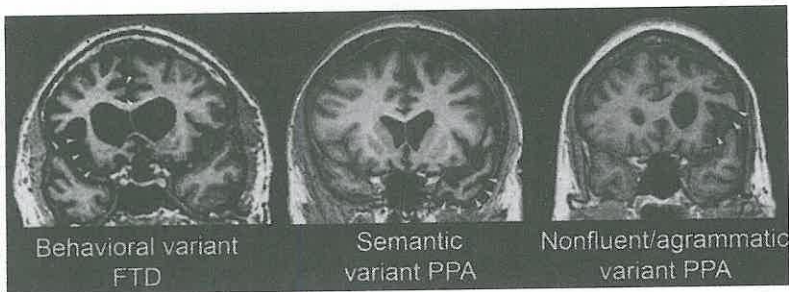 Behavioral variant
FTD
Semantic
variant PPA
Nonfluent/agrammatic
variant PPA